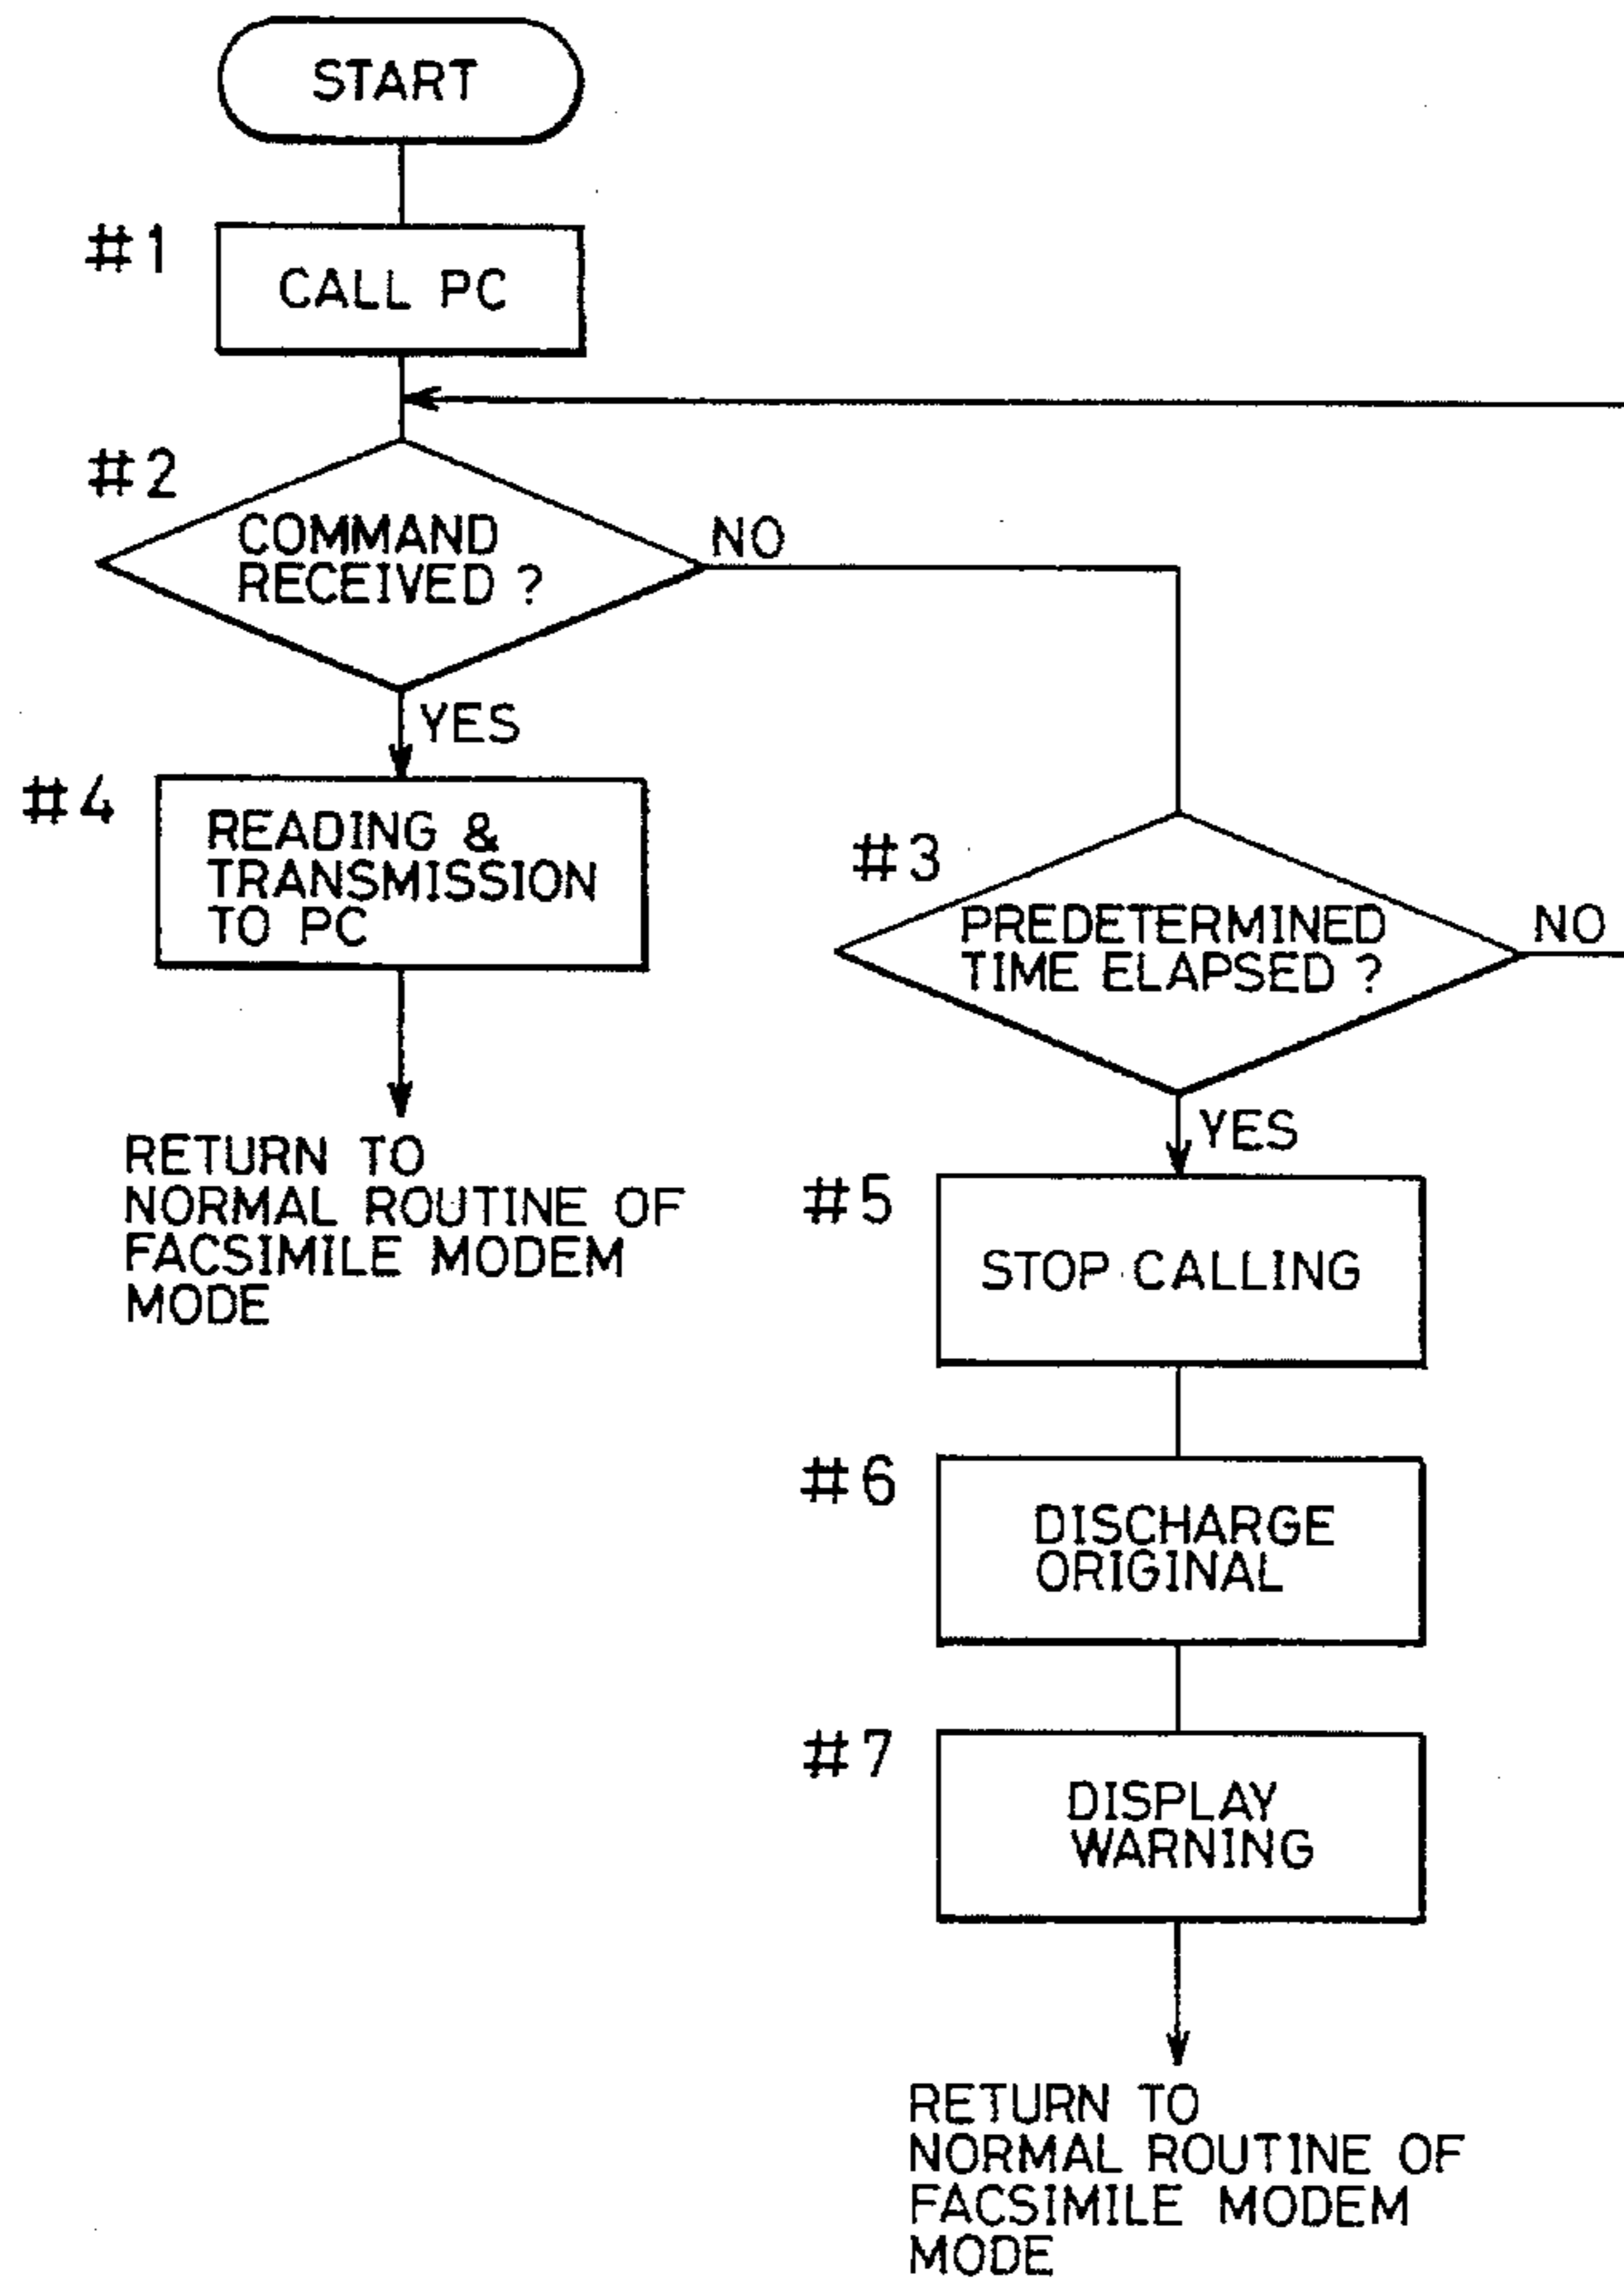 START
#1
CALL PC
#2
COMMAND
RECEIVED ?
NO
YES
#4
READING &
TRANSMISSION
TO PC
RETURN TO
NORMAL ROUTINE OF
FACSIMILE MODEM
MODE
#3
PREDETERMINED
TIME ELAPSED ?
NO
YES
#5
STOP CALLING
#6
DISCHARGE
ORIGINAL
#7
DISPLAY
WARNING
RETURN TO
NORMAL ROUTINE OF
FACSIMILE MODEM
MODE